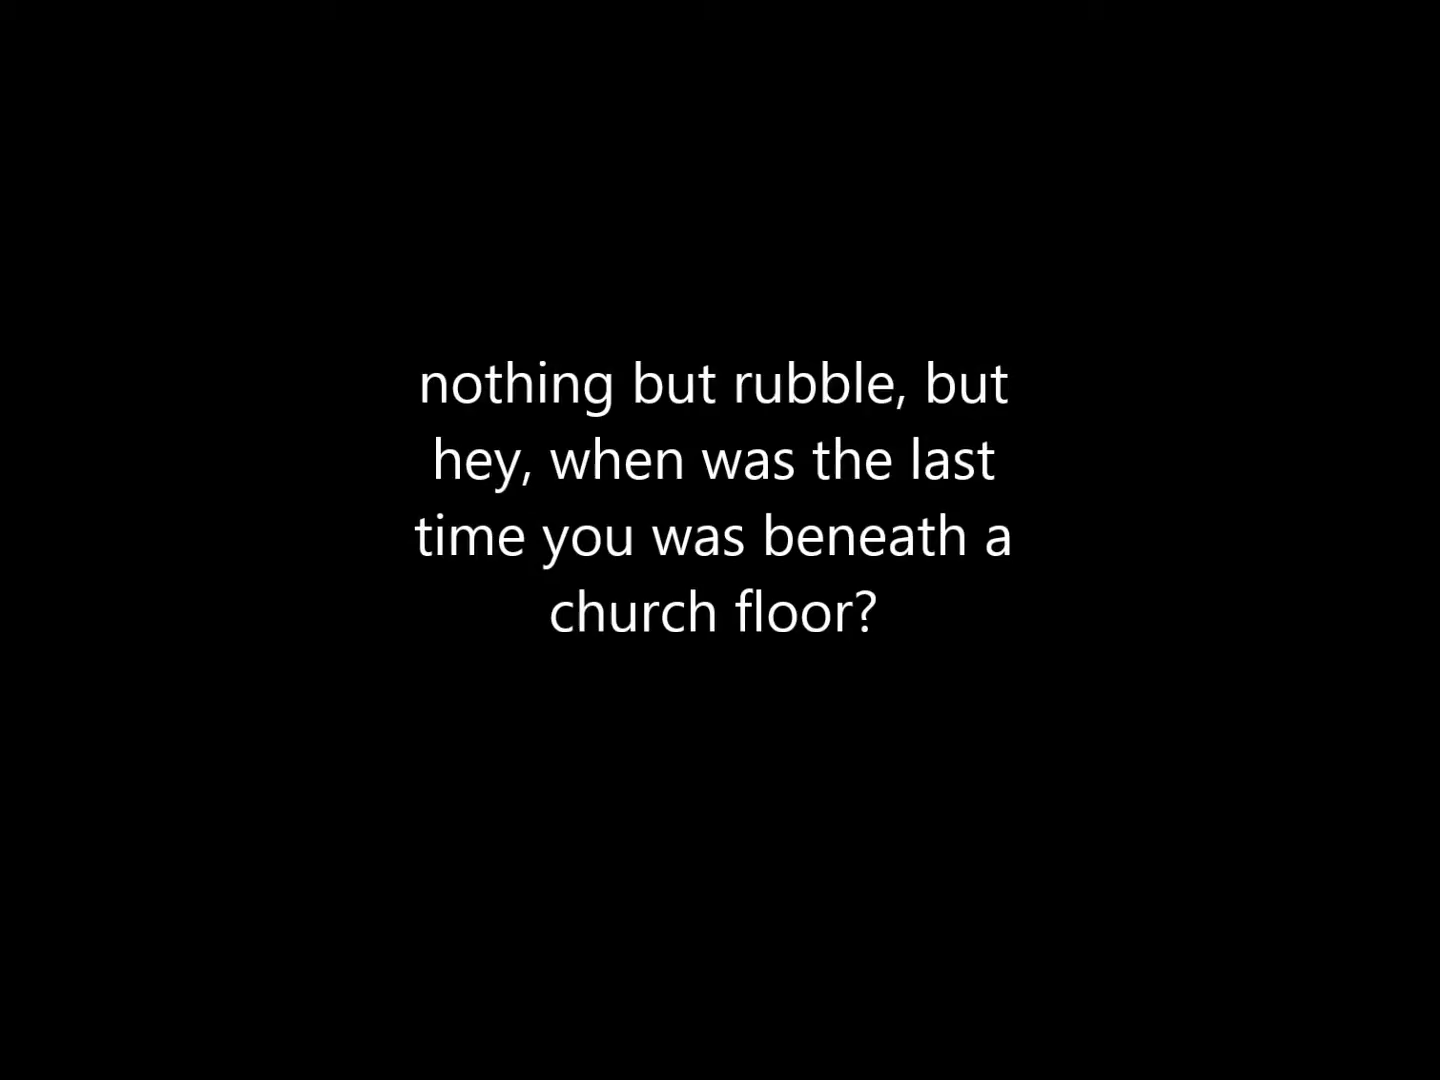 nothing but rubble, but
hey, when was the last
time you was beneath a
church floor?